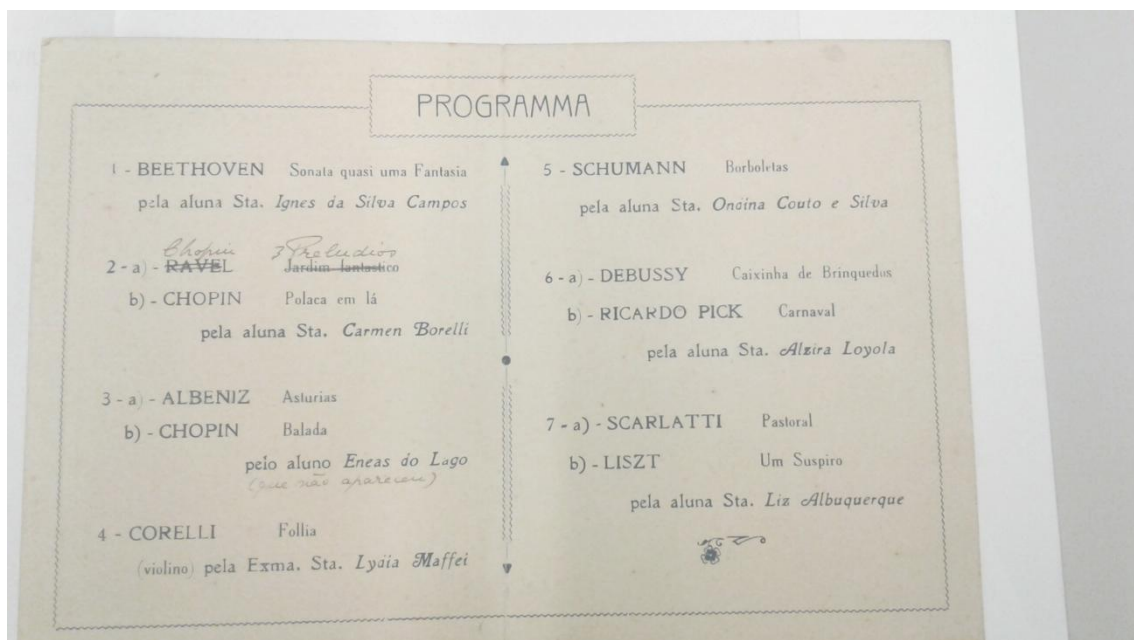 PROGRAMMA
1 - BEETHOVEN Sonata quasi uma Fantasia
pela aluna Sta. Ignes da Silva Campos
Chopin 3 Preludios
2 - a) - RAVEL Jardim fantastico
b) - CHOPIN Polaca em lá
pela aluna Sta. Carmen Borelli
3 - a) - ALBENIZ Asturias
b) - CHOPIN Balada
pelo aluno Eneas do Lago
(que não apareceu)
4 - CORELLI Follia
(violino) pela Exma. Sta. Lydia Maffei
5 - SCHUMANN Borboletas
pela aluna Sta. Ondina Couto e Silva
6 - a) - DEBUSSY Caixinha de Brinquedos
b) - RICARDO PICK Carnaval
pela aluna Sta. Alzira Loyola
7 - a) - SCARLATTI Pastoral
b) - LISZT Um Suspiro
pela aluna Sta. Liz Albuquerque